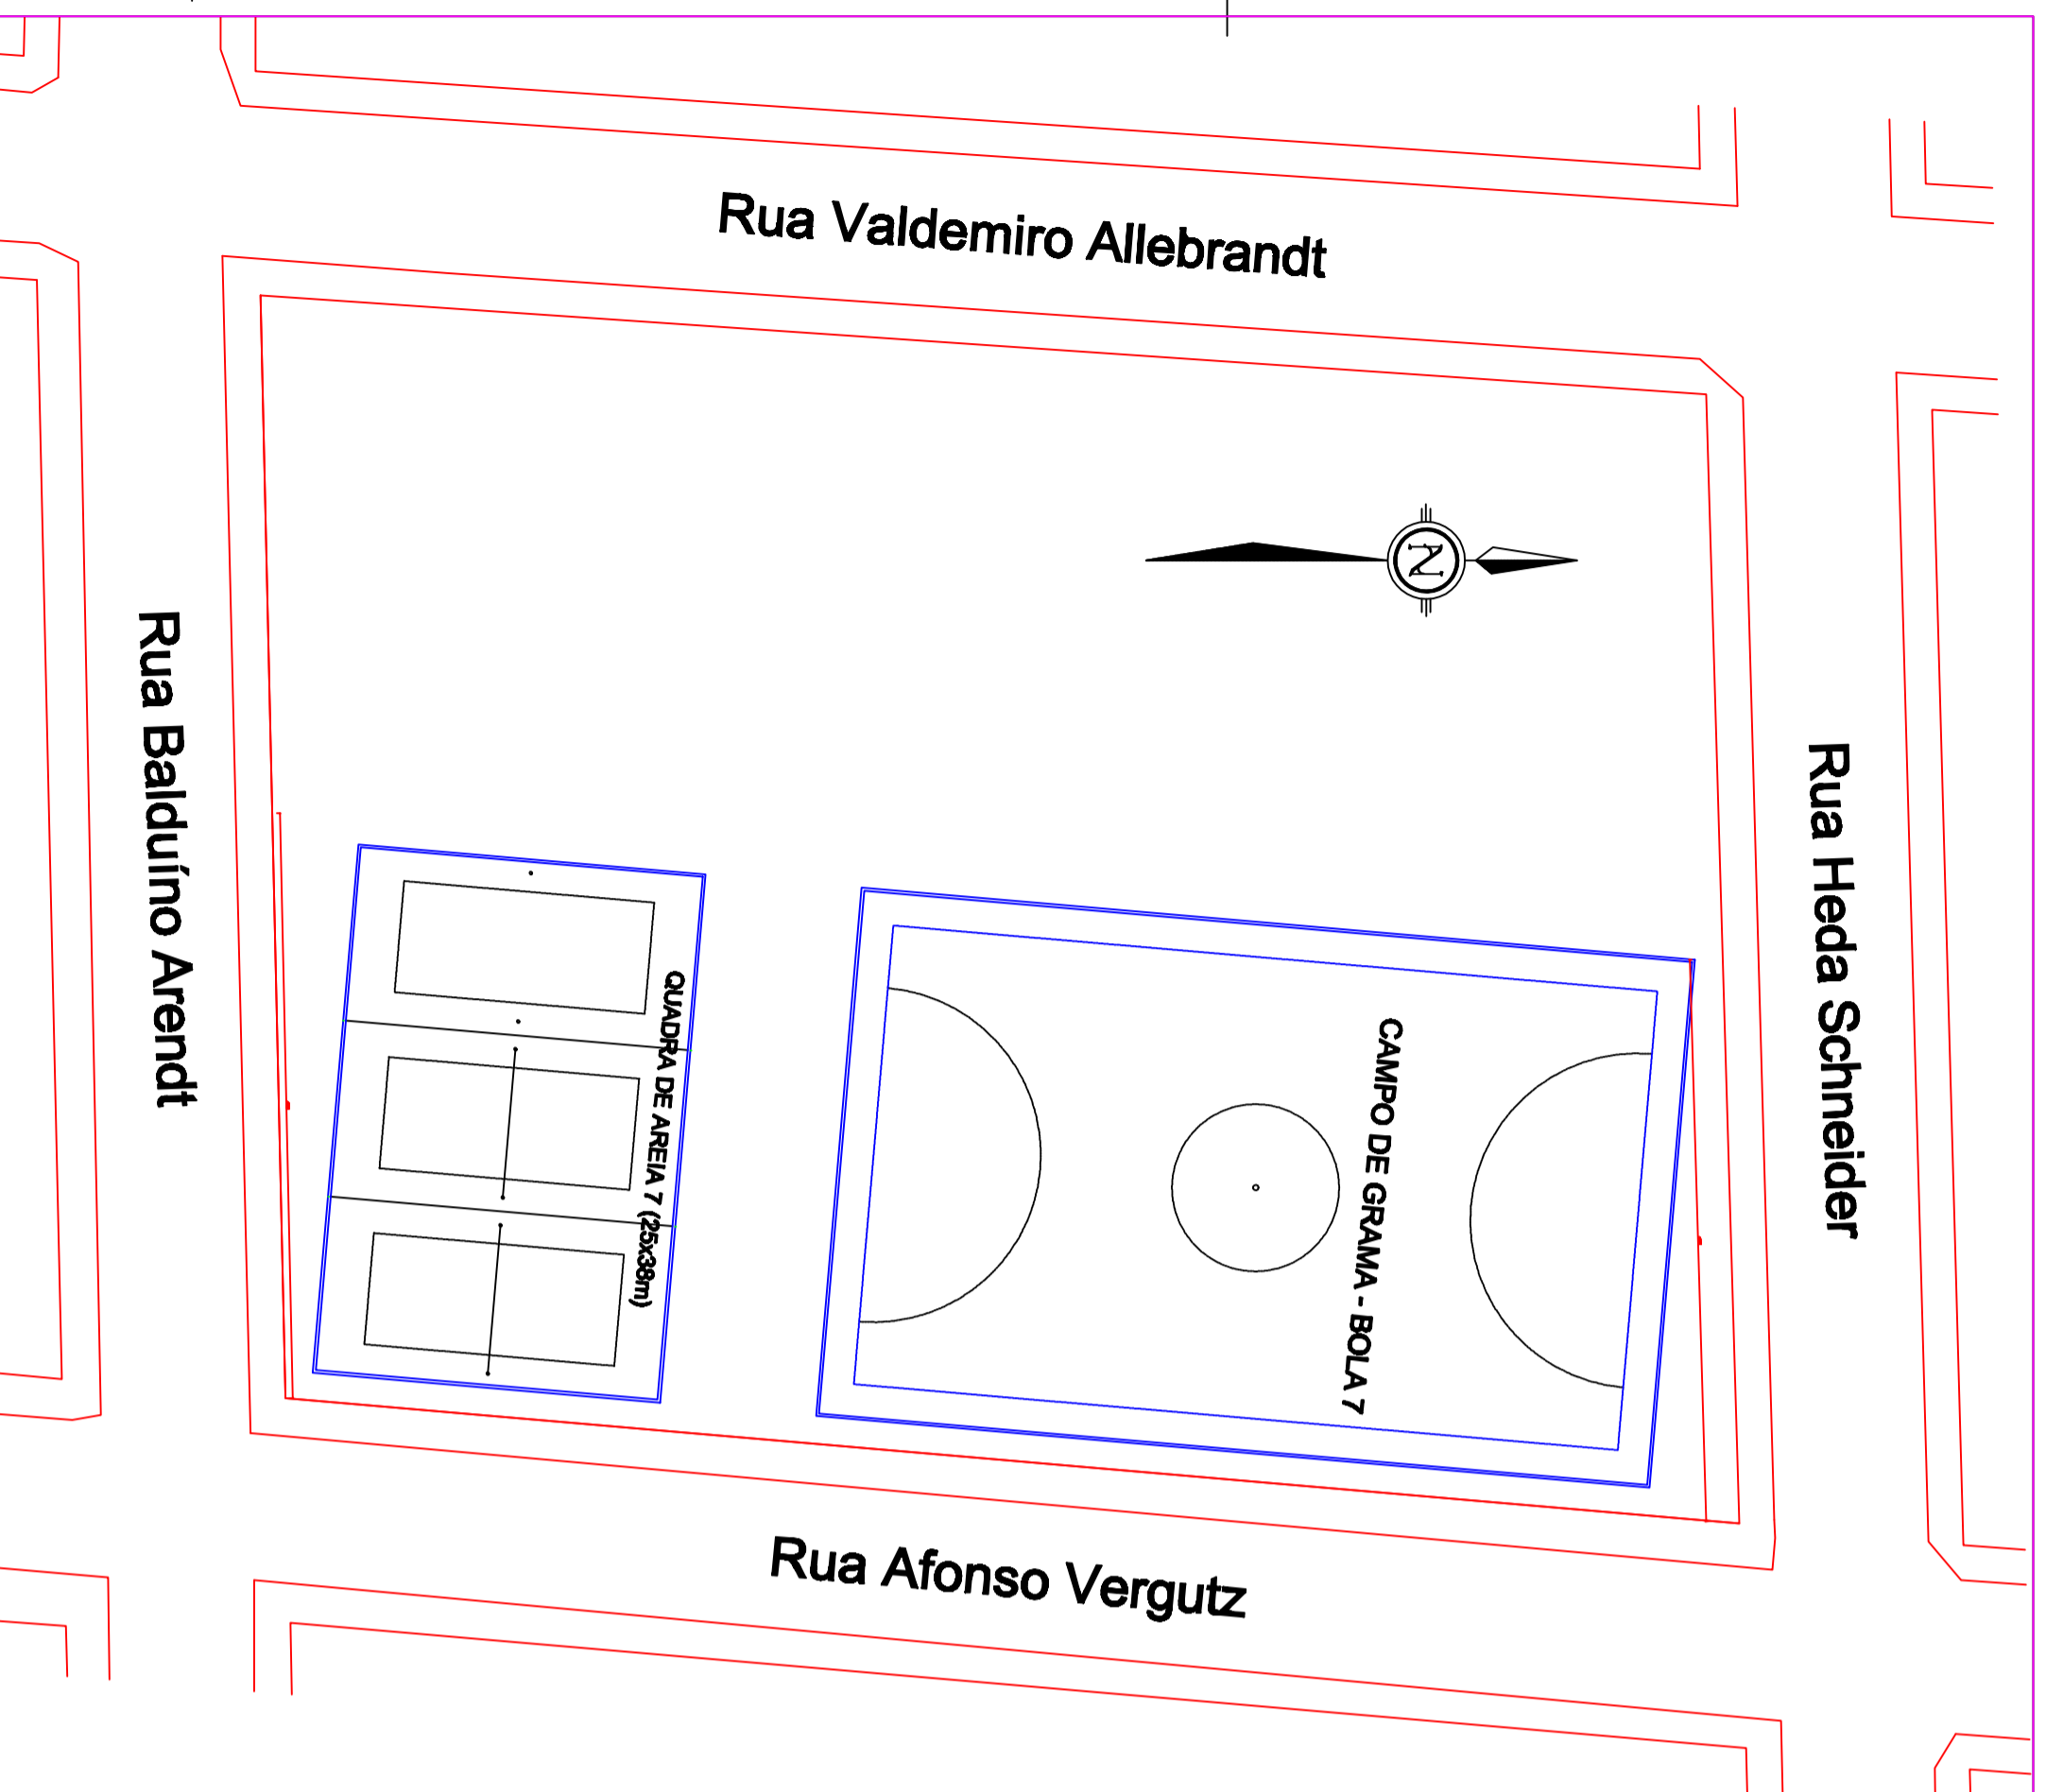 Rua Valdemiro Allebrandt
N
Rua Balduíno Arendt
Rua Heda Schneider
QUADRA DE AREIA 7 (25x38m)
CAMPO DE GRAMA - BOLA 7
Rua Afonso Vergutz